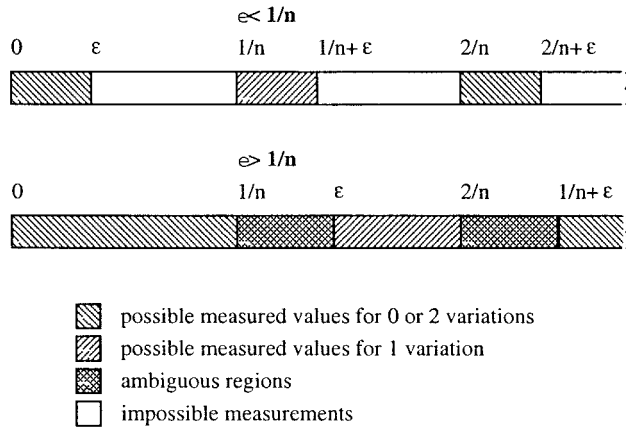 e< 1/n
0 ε 1/n 1/n+ ε 2/n 2/n+ ε
e> 1/n
0 1/n ε 2/n 1/n+ ε
possible measured values for 0 or 2 variations
possible measured values for 1 variation
ambiguous regions
impossible measurements